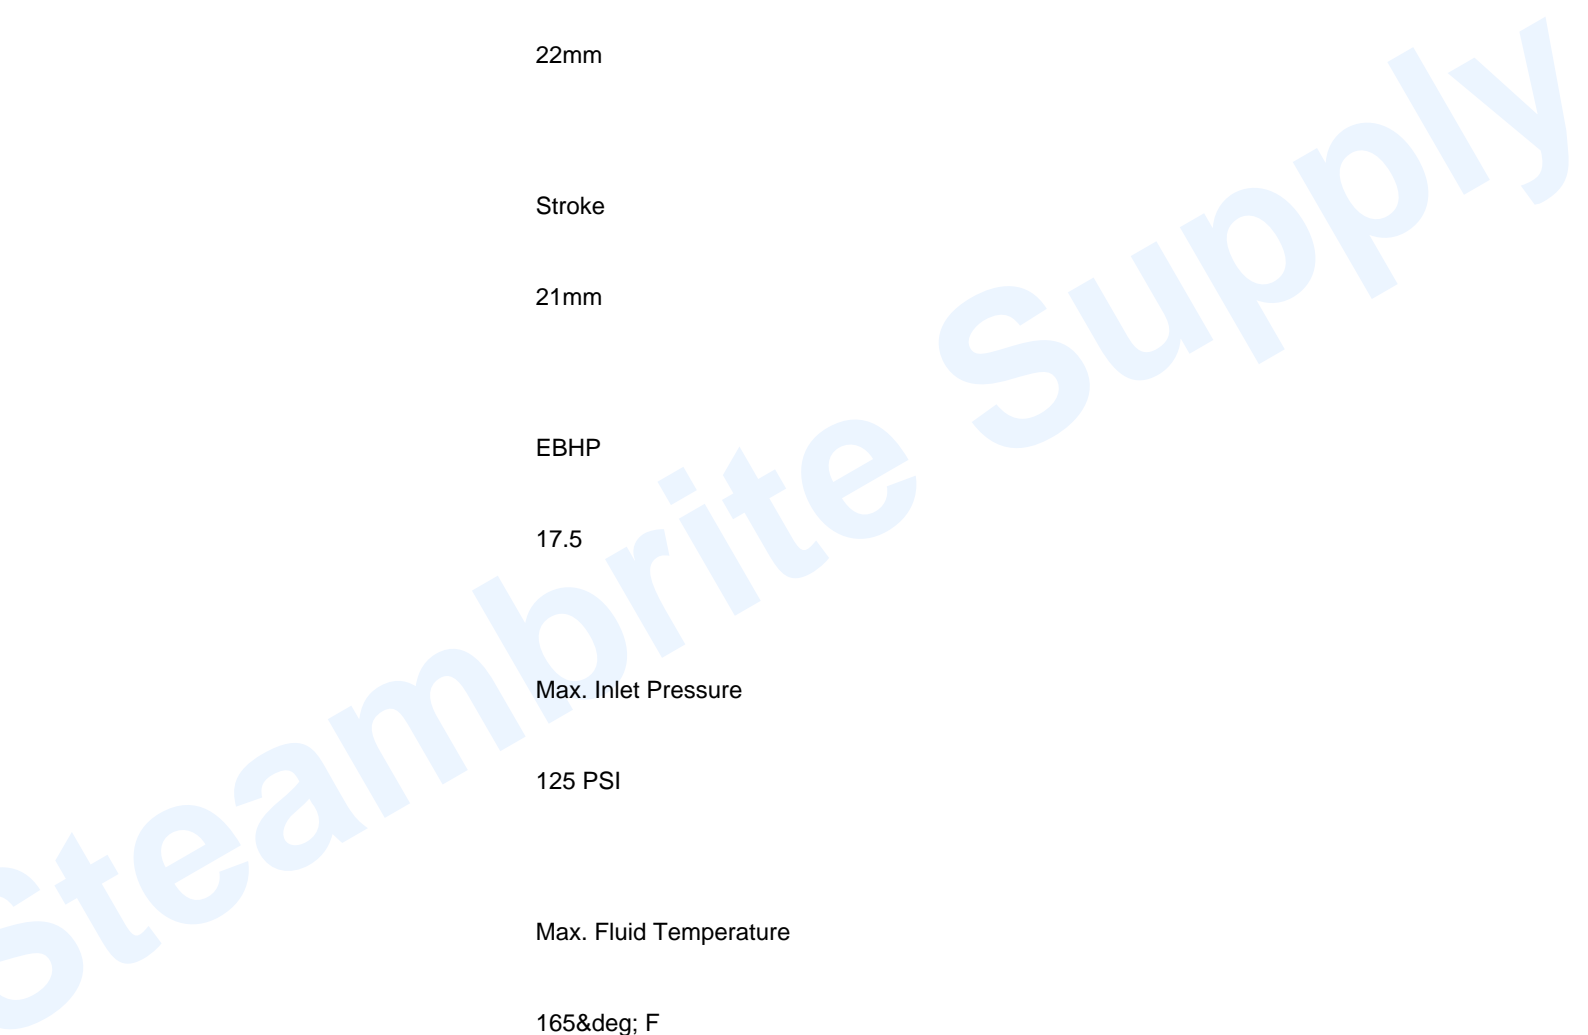 22mm
Stroke
21mm
EBHP
17.5
Max. Inlet Pressure
125 PSI
Max. Fluid Temperature
165&deg; F
Steambrite Supply